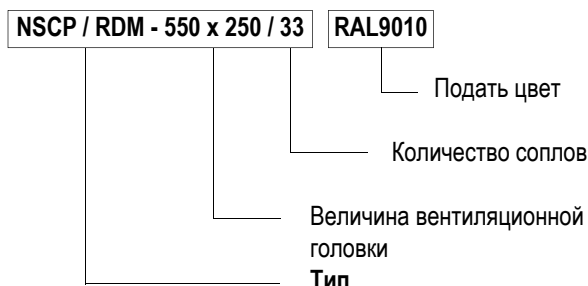 NSCP / RDM - 550 x 250 / 33 RAL9010
Подать цвет
Количество соплов
Величина вентиляционной
головки
Тип